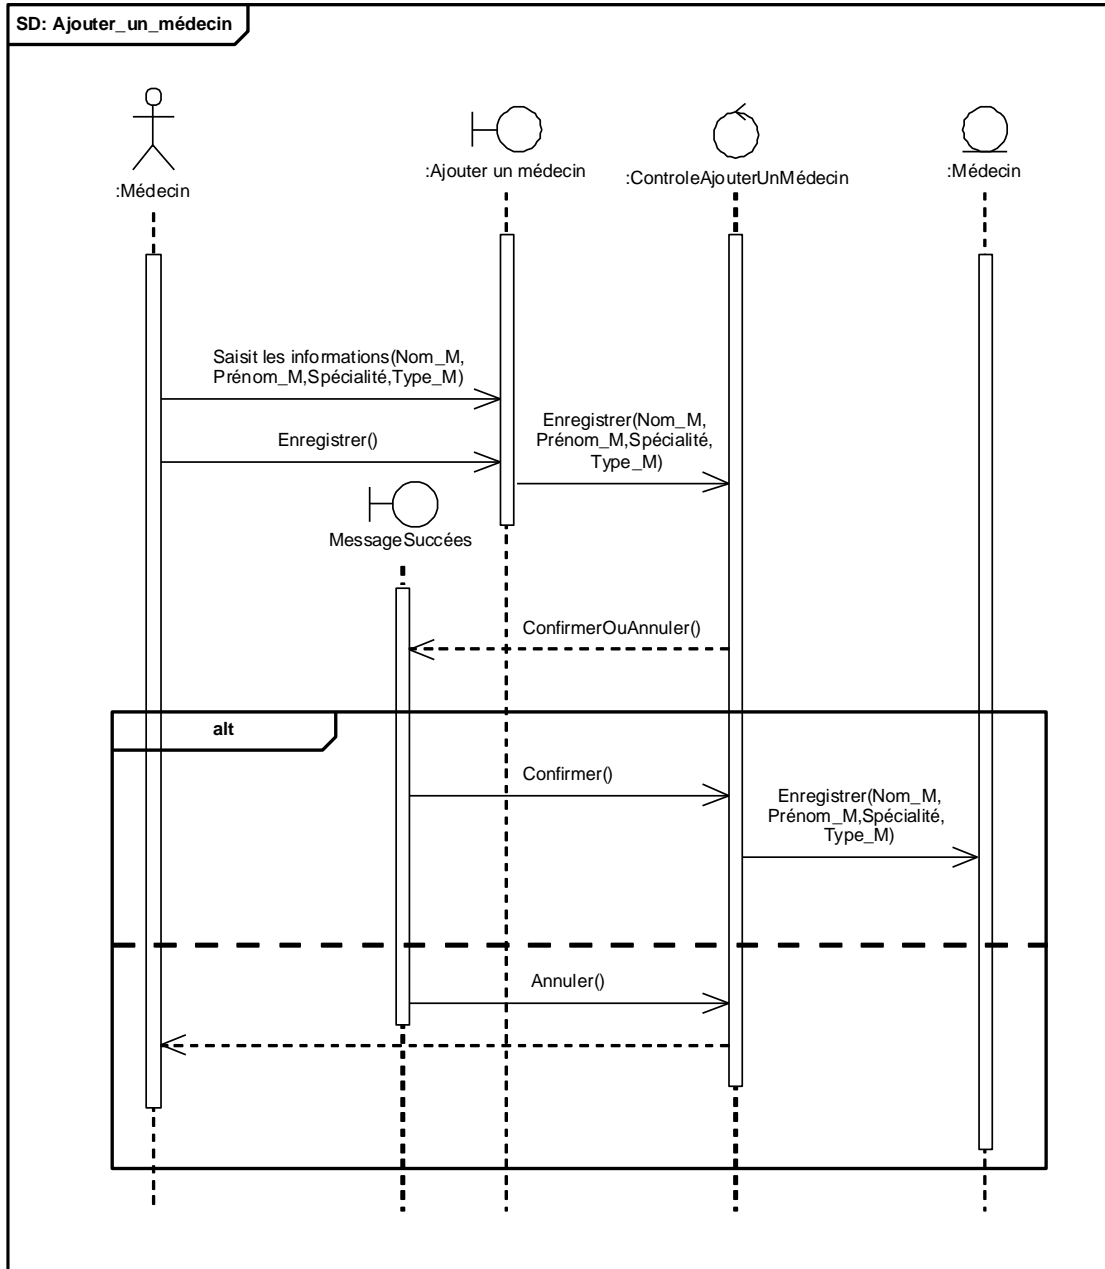 SD: Ajouter_un_médecin
:Médecin
:Ajouter un médecin
:ControleAjouterUnMédecin
:Médecin
Saisit les informations(Nom_M,
Prénom_M,Spécialité,Type_M)
Enregistrer()
Enregistrer(Nom_M,
Prénom_M,Spécialité,
Type_M)
MessageSuccées
ConfirmerOuAnnuler()
alt
Confirmer()
Enregistrer(Nom_M,
Prénom_M,Spécialité,
Type_M)
Annuler()